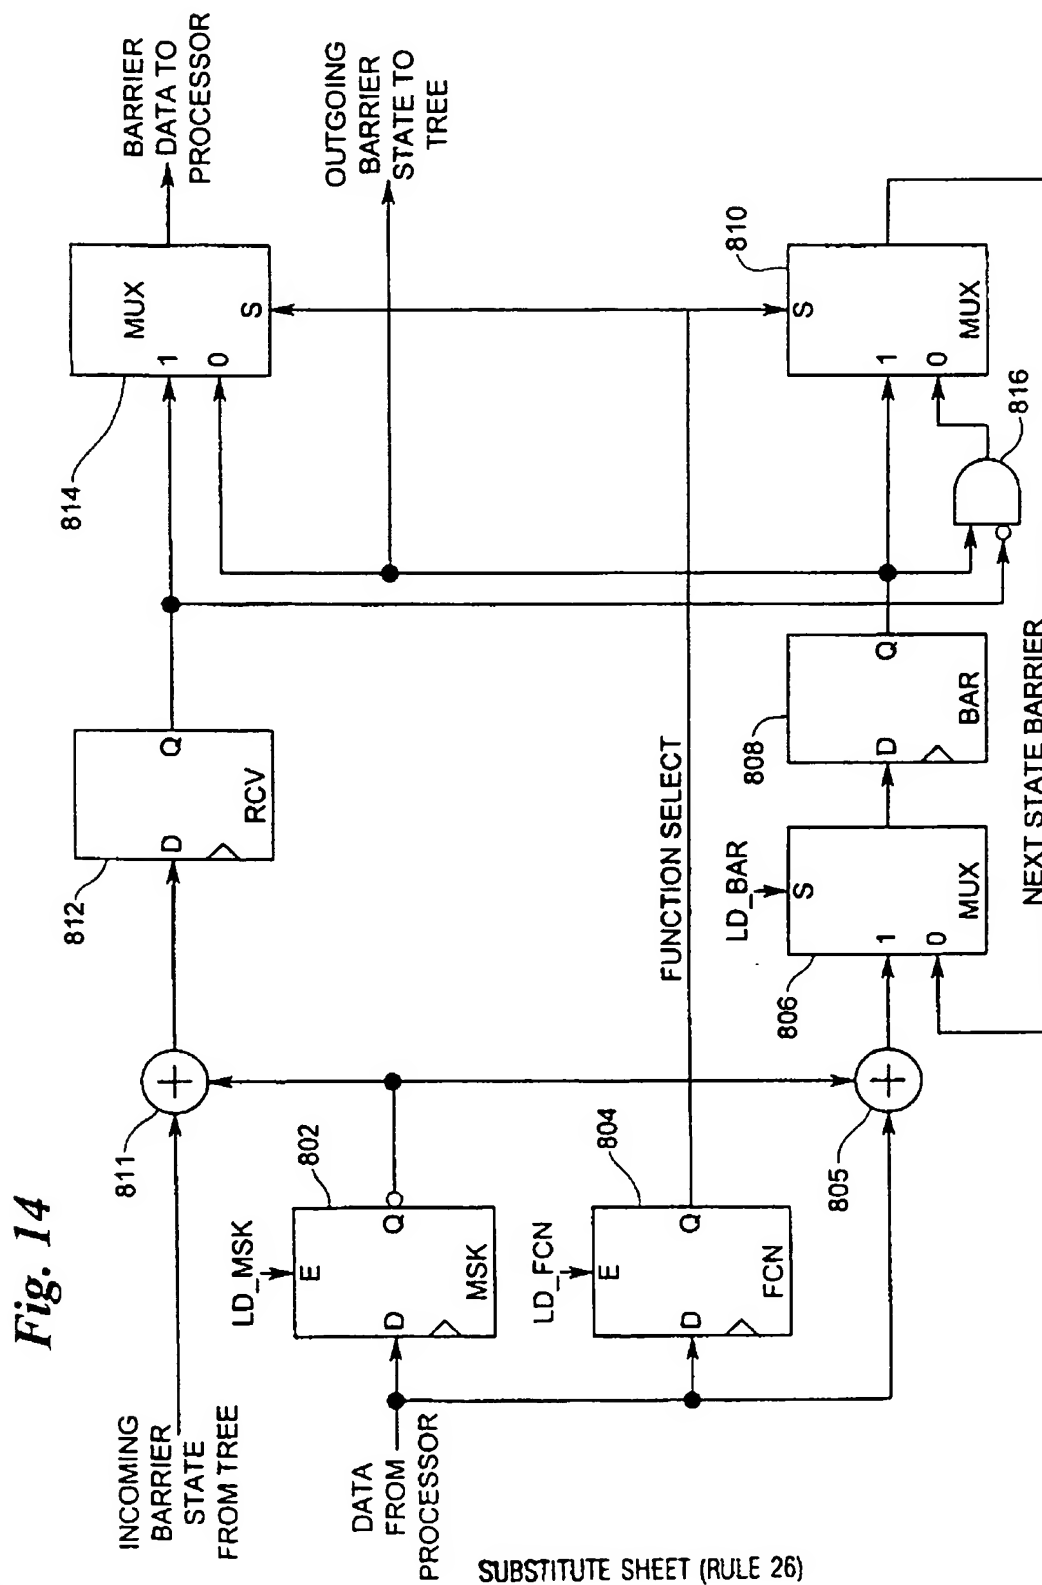 Fig. 14
INCOMING
BARRIER
STATE
FROM TREE
811
812
D
Q
RCV
814
MUX
1
0
S
BARRIER
DATA TO
PROCESSOR
DATA
FROM
PROCESSOR
LD_MSK
802
E
D
Q
MSK
OUTGOING
BARRIER
STATE TO
TREE
LD_FCN
804
E
D
Q
FCN
FUNCTION SELECT
805
806
LD_BAR
S
1
0
MUX
808
D
Q
BAR
810
S
1
0
MUX
816
NEXT STATE BARRIER
SUBSTITUTE SHEET (RULE 26)